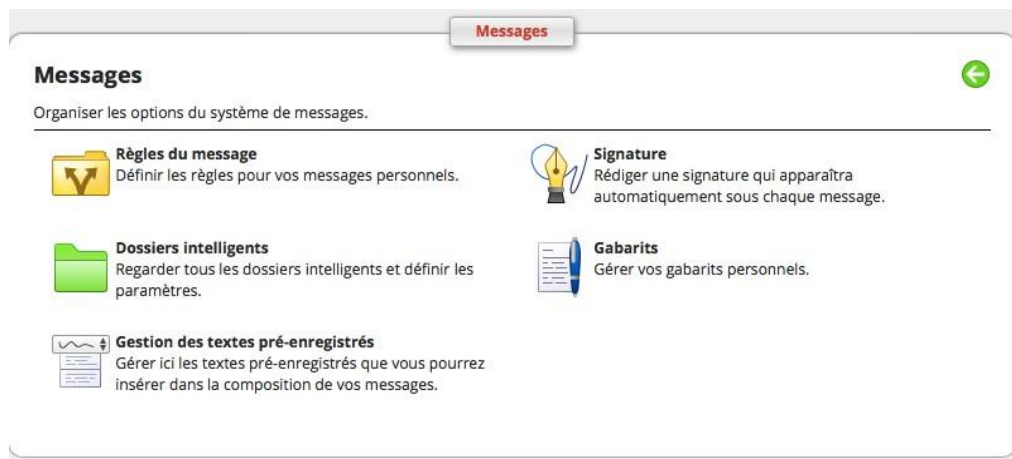 Messages
Messages
Organiser les options du système de messages.
Règles du message
Définir les règles pour vos messages personnels.
Signature
Rédiger une signature qui apparaîtra
automatiquement sous chaque message.
Dossiers intelligents
Regarder tous les dossiers intelligents et définir les
paramètres.
Gabarits
Gérer vos gabarits personnels.
Gestion des textes pré-enregistrés
Gérer ici les textes pré-enregistrés que vous pourrez
insérer dans la composition de vos messages.